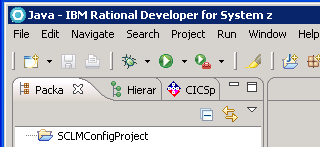 Java - IBM Rational Developer for System z
File Edit Navigate Search Project Run Window Help
Packa Hierar CICSp
SCLMConfigProject